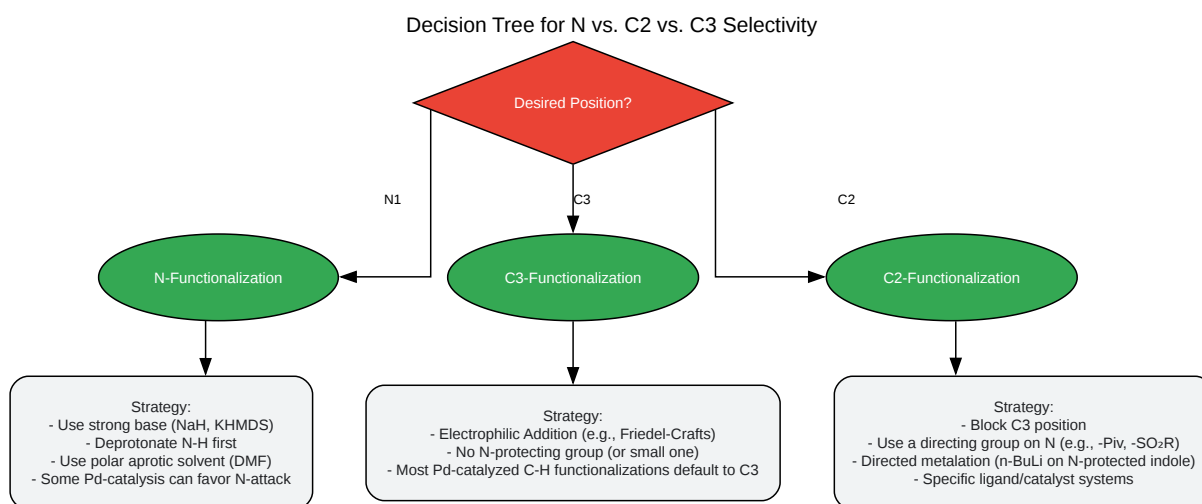 Decision Tree for N vs. C2 vs. C3 Selectivity
Desired Position?
N1
C3
C2
N-Functionalization
C3-Functionalization
C2-Functionalization
Strategy:
- Use strong base (NaH, KHMDS)
- Deprotonate N-H first
- Use polar aprotic solvent (DMF)
- Some Pd-catalysis can favor N-attack
Strategy:
- Electrophilic Addition (e.g., Friedel-Crafts)
- No N-protecting group (or small one)
- Most Pd-catalyzed C-H functionalizations default to C3
Strategy:
- Block C3 position
- Use a directing group on N (e.g., -Piv, -SO₂R)
- Directed metalation (n-BuLi on N-protected indole)
- Specific ligand/catalyst systems